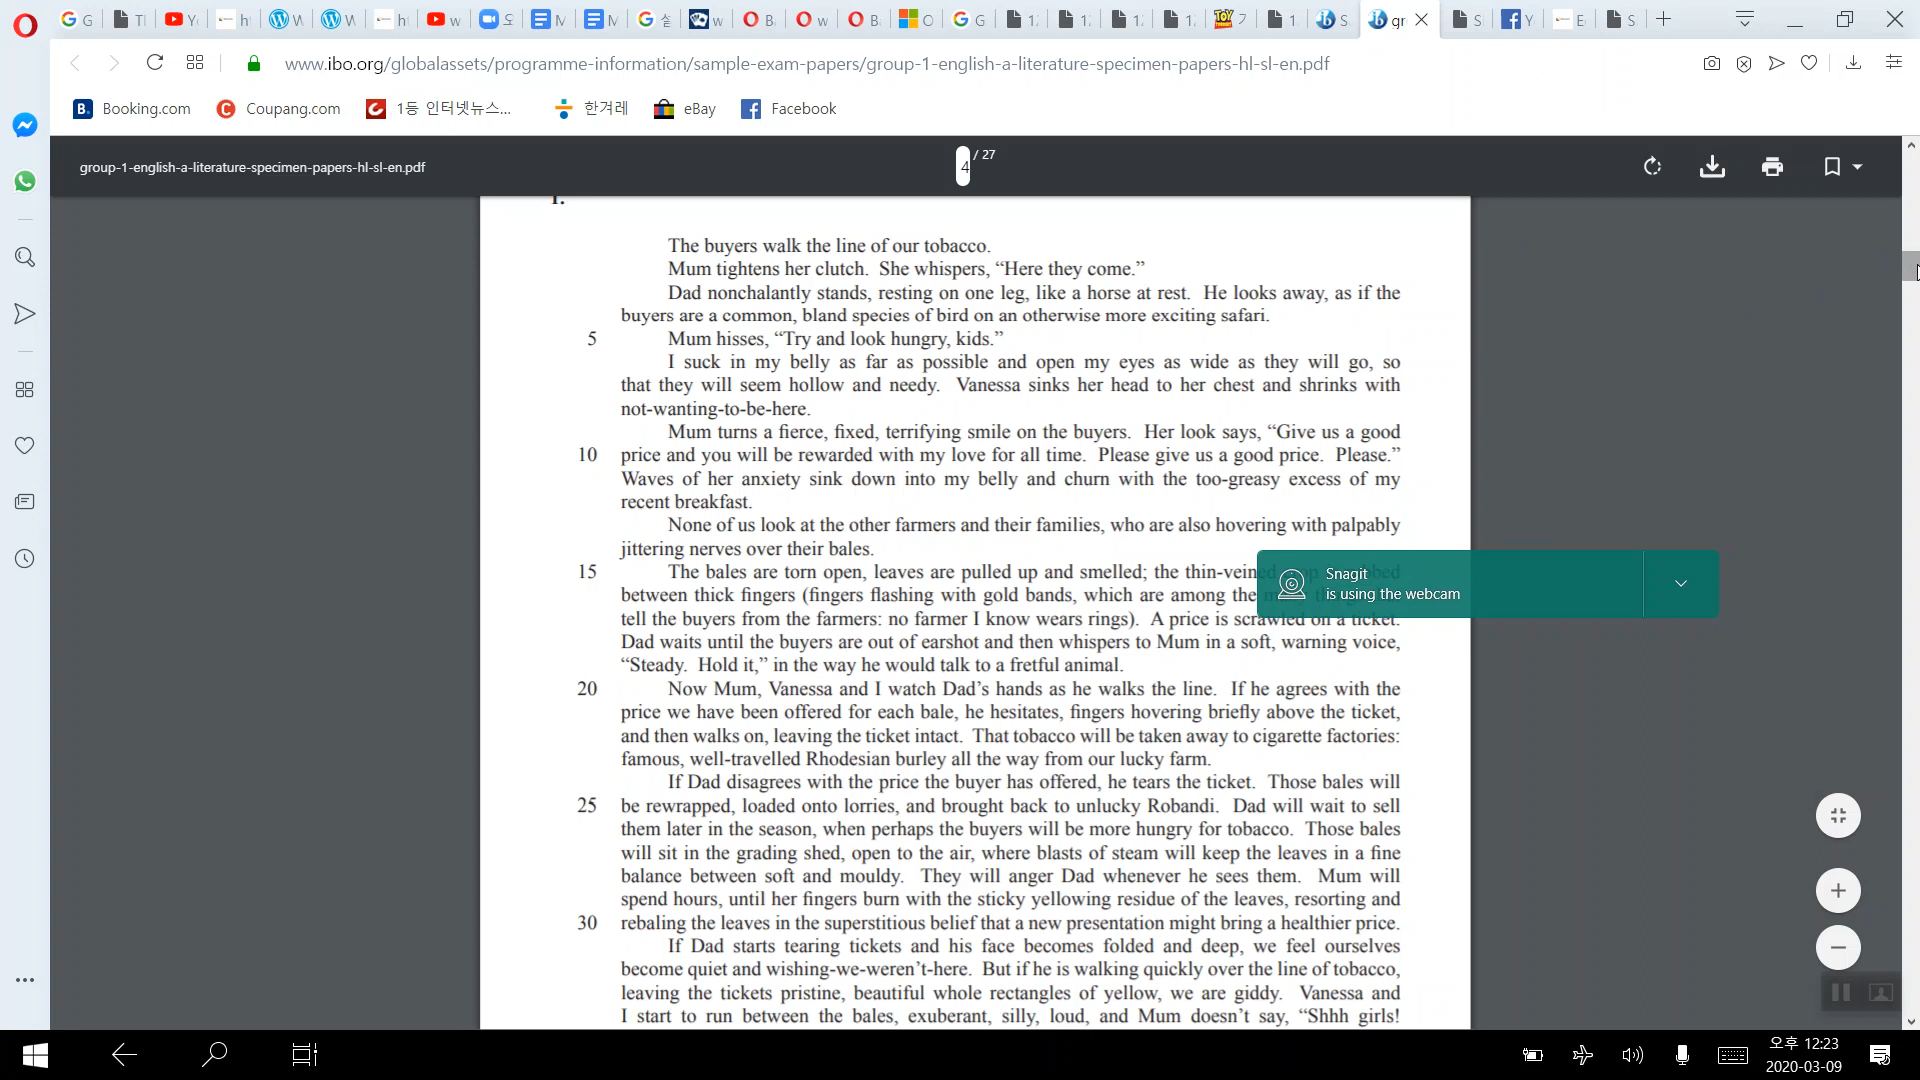 www.ibo.org/globalassets/programme-information/sample-exam-papers/group-1-english-a-literature-specimen-papers-hl-sl-en.pdf
Booking.com Coupang.com 1등 인터넷뉴스... 한겨레 eBay Facebook
group-1-english-a-literature-specimen-papers-hl-sl-en.pdf 4 / 27
1.
The buyers walk the line of our tobacco.
Mum tightens her clutch. She whispers, “Here they come.”
Dad nonchalantly stands, resting on one leg, like a horse at rest. He looks away, as if the
buyers are a common, bland species of bird on an otherwise more exciting safari.
5 Mum hisses, “Try and look hungry, kids.”
I suck in my belly as far as possible and open my eyes as wide as they will go, so
that they will seem hollow and needy. Vanessa sinks her head to her chest and shrinks with
not-wanting-to-be-here.
Mum turns a fierce, fixed, terrifying smile on the buyers. Her look says, “Give us a good
10 price and you will be rewarded with my love for all time. Please give us a good price. Please.”
Waves of her anxiety sink down into my belly and churn with the too-greasy excess of my
recent breakfast.
None of us look at the other farmers and their families, who are also hovering with palpably
jittering nerves over their bales.
15 The bales are torn open, leaves are pulled up and smelled; the thin-veined
between thick fingers (fingers flashing with gold bands, which are among the
tell the buyers from the farmers: no farmer I know wears rings). A price is scrawled on a ticket.
Dad waits until the buyers are out of earshot and then whispers to Mum in a soft, warning voice,
“Steady. Hold it,” in the way he would talk to a fretful animal.
20 Now Mum, Vanessa and I watch Dad’s hands as he walks the line. If he agrees with the
price we have been offered for each bale, he hesitates, fingers hovering briefly above the ticket,
and then walks on, leaving the ticket intact. That tobacco will be taken away to cigarette factories:
famous, well-travelled Rhodesian burley all the way from our lucky farm.
If Dad disagrees with the price the buyer has offered, he tears the ticket. Those bales will
25 be rewrapped, loaded onto lorries, and brought back to unlucky Robandi. Dad will wait to sell
them later in the season, when perhaps the buyers will be more hungry for tobacco. Those bales
will sit in the grading shed, open to the air, where blasts of steam will keep the leaves in a fine
balance between soft and mouldy. They will anger Dad whenever he sees them. Mum will
spend hours, until her fingers burn with the sticky yellowing residue of the leaves, resorting and
30 rebaling the leaves in the superstitious belief that a new presentation might bring a healthier price.
If Dad starts tearing tickets and his face becomes folded and deep, we feel ourselves
become quiet and wishing-we-weren’t-here. But if he is walking quickly over the line of tobacco,
leaving the tickets pristine, beautiful whole rectangles of yellow, we are giddy. Vanessa and
I start to run between the bales, exuberant, silly, loud, and Mum doesn’t say, “Shhh girls!
Snagit
is using the webcam
오후 12:23
2020-03-09